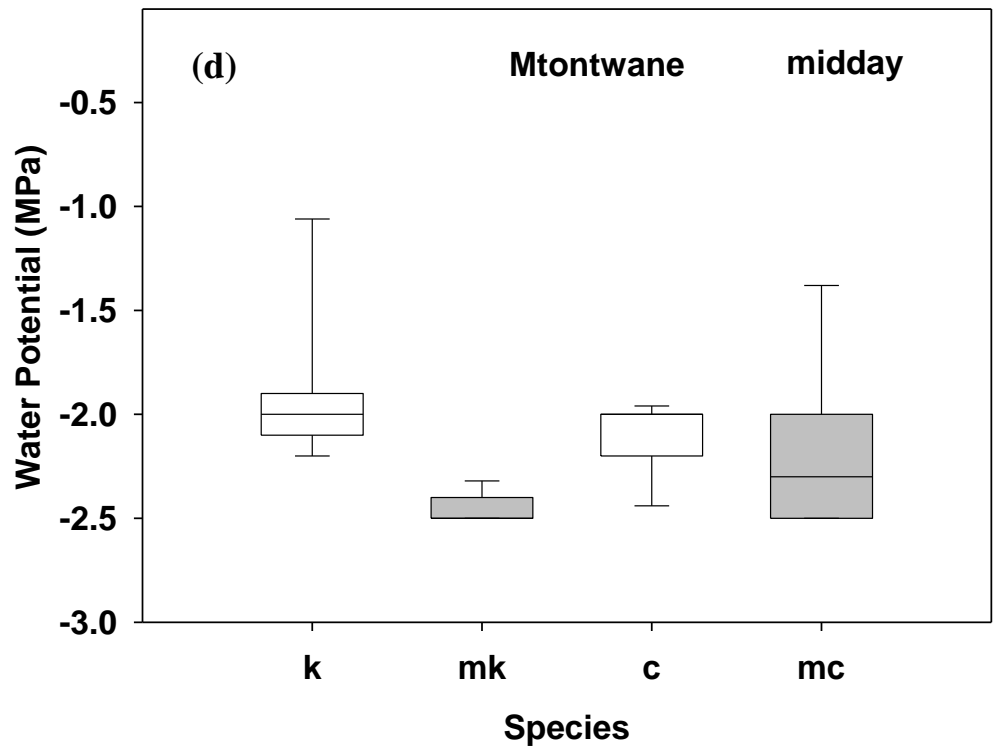 (d) Mtontwane midday
-0.5
-1.0
-1.5
-2.0
-2.5
-3.0
Water Potential (MPa)
k mk c mc
Species